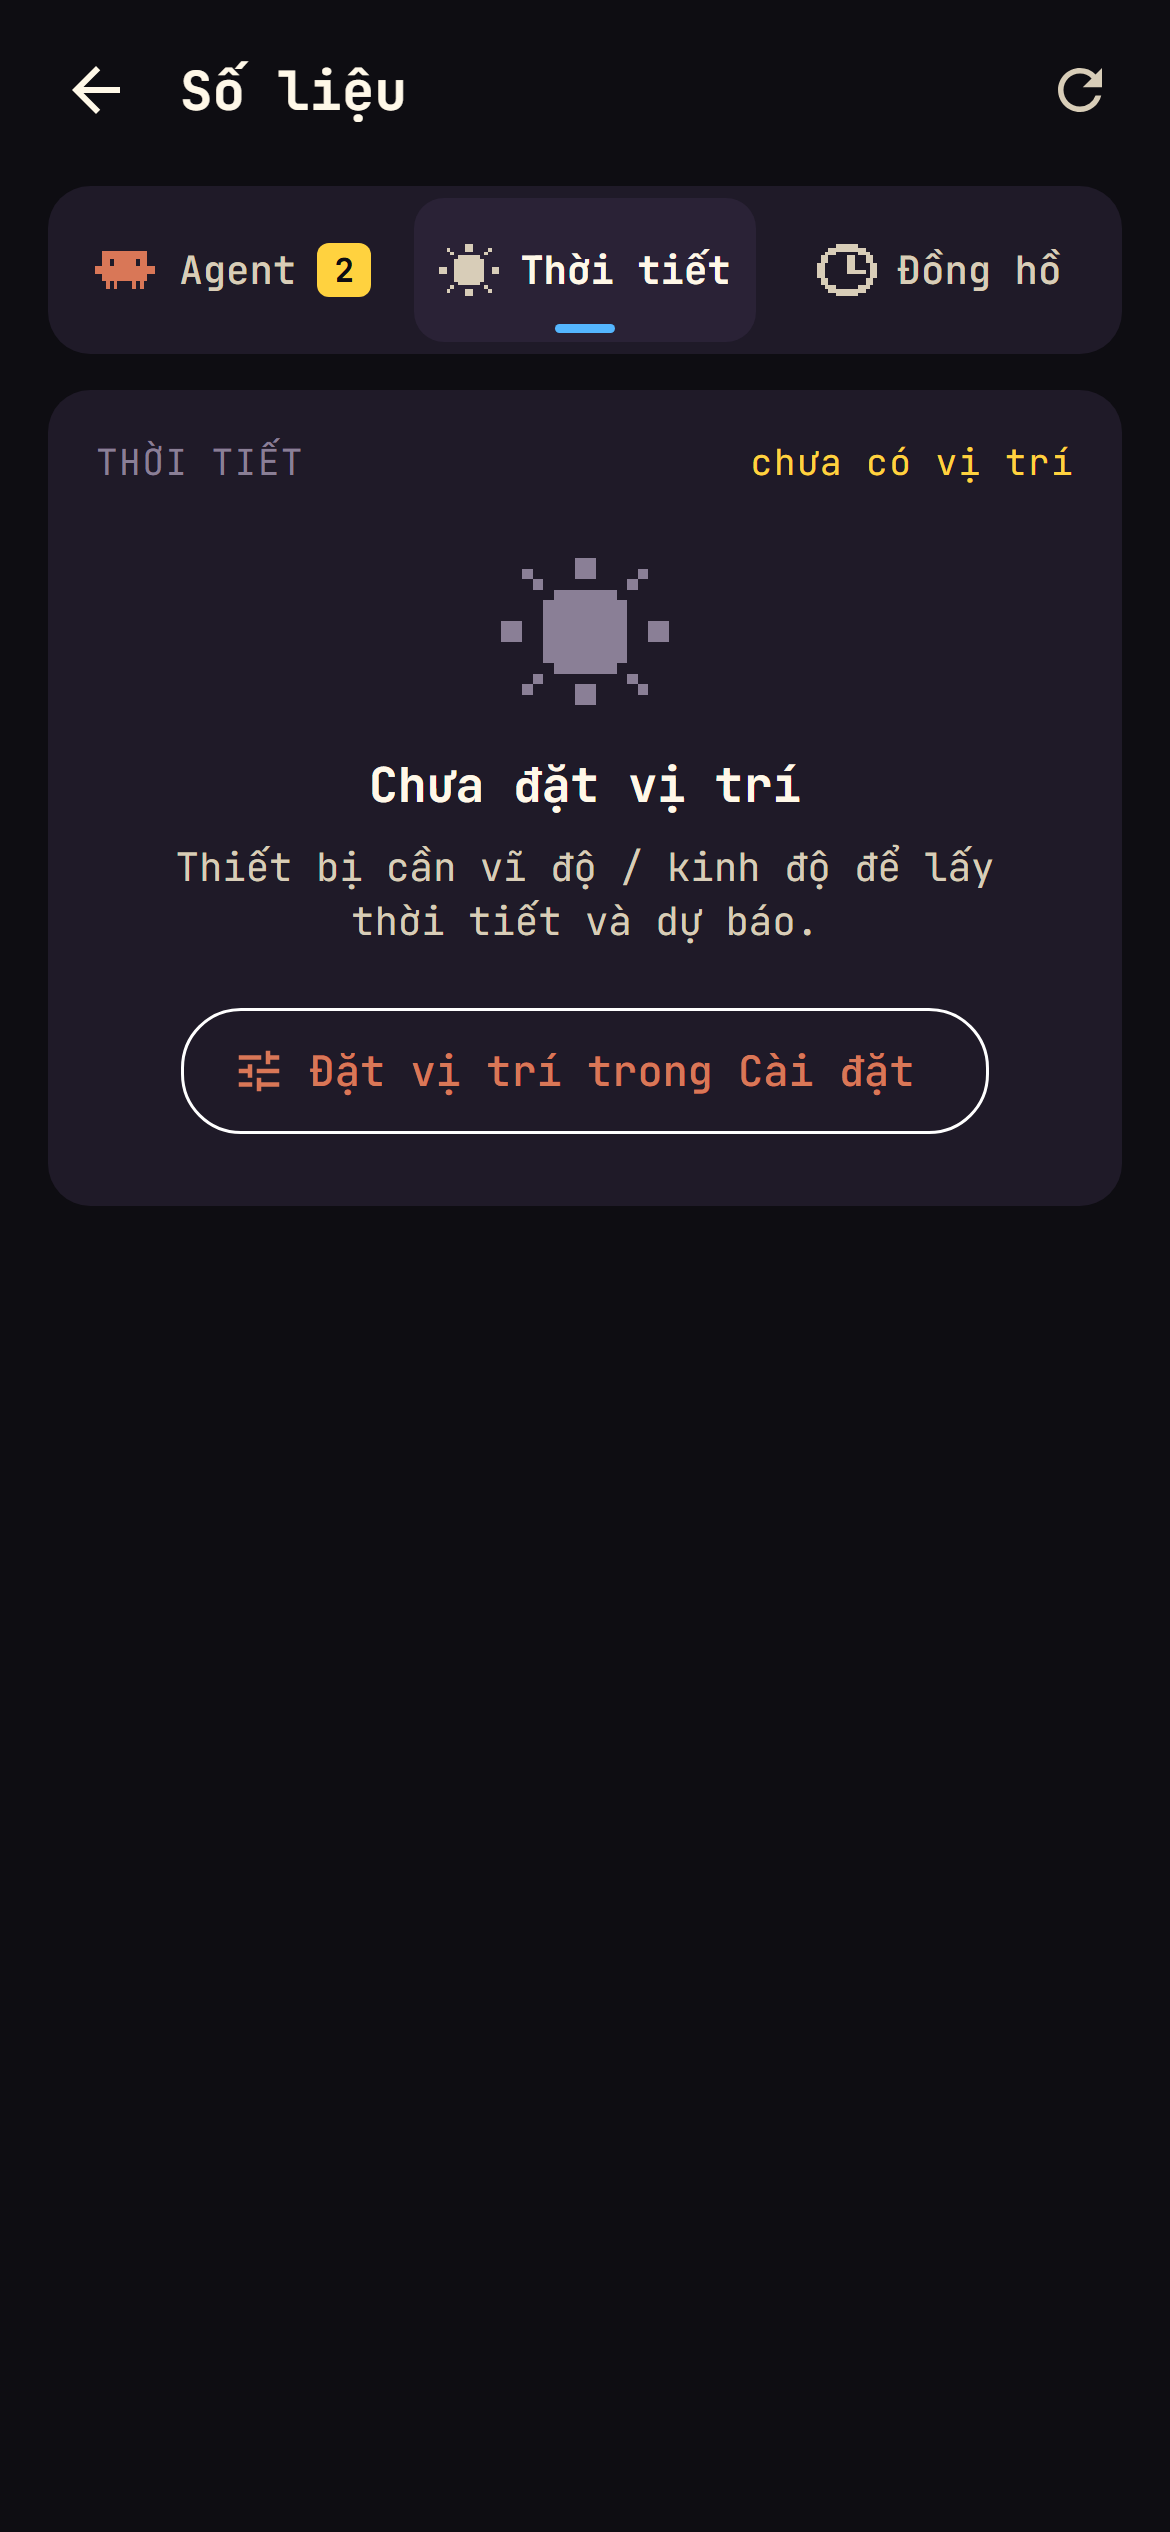 Số liệu
Agent 2
Thời tiết
Đồng hồ
THỜI TIẾT
chưa có vị trí
Chưa đặt vị trí
Thiết bị cần vĩ độ / kinh độ để lấy
thời tiết và dự báo.
Đặt vị trí trong Cài đặt